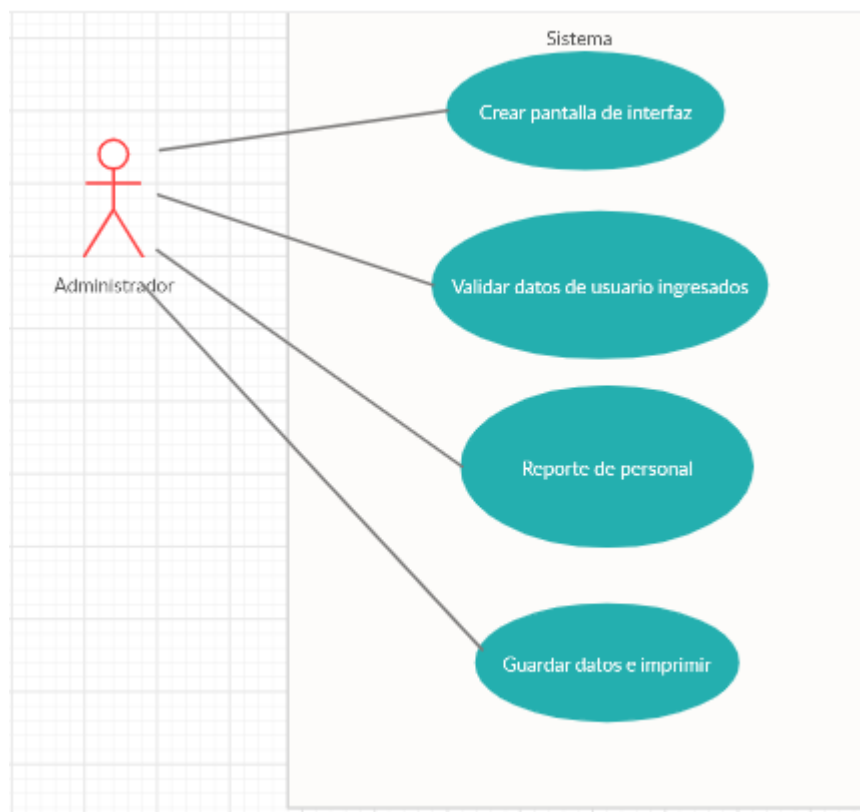 Sistema
Crear pantalla de interfaz
Administrador
Validar datos de usuario ingresados
Reporte de personal
Guardar datos e imprimir